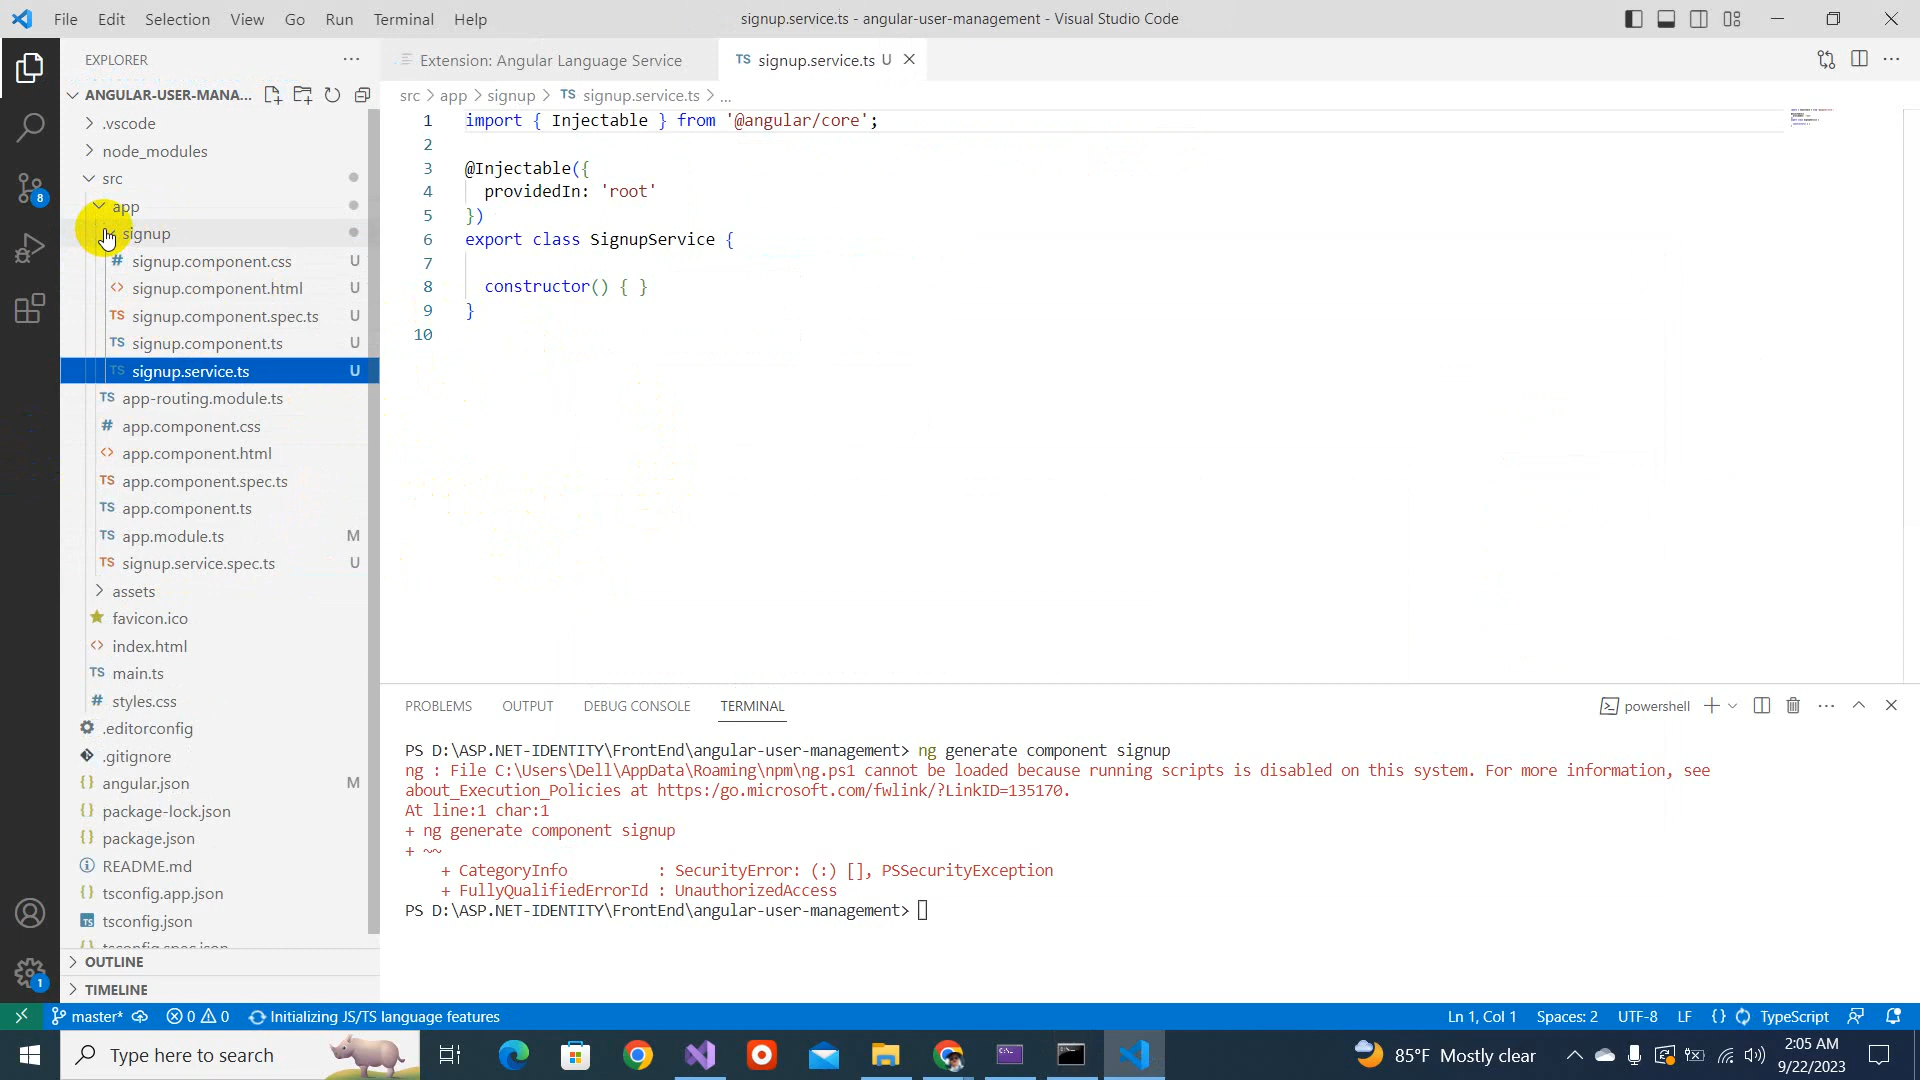 File Edit Selection View Go Run Terminal Help
signup.service.ts - angular-user-management - Visual Studio Code
EXPLORER
ANGULAR-USER-MANA...
.vscode
node_modules
src
app
signup
signup.component.css U
signup.component.html U
signup.component.spec.ts U
signup.component.ts U
signup.service.ts U
app-routing.module.ts
app.component.css
app.component.html
app.component.spec.ts
app.component.ts
app.module.ts M
signup.service.spec.ts U
assets
favicon.ico
index.html
main.ts
styles.css
.editorconfig
.gitignore
angular.json M
package-lock.json
package.json
README.md
tsconfig.app.json
tsconfig.json
tsconfig.spec.json
OUTLINE
TIMELINE
8
1
Extension: Angular Language Service
TS signup.service.ts U
src > app > signup > TS signup.service.ts > ...
1 import { Injectable } from '@angular/core';
2
3 @Injectable({
4 providedIn: 'root'
5 })
6 export class SignupService {
7
8 constructor() { }
9 }
10
PROBLEMS OUTPUT DEBUG CONSOLE TERMINAL
powershell
PS D:\ASP.NET-IDENTITY\FrontEnd\angular-user-management> ng generate component signup
ng : File C:\Users\Dell\AppData\Roaming\npm\ng.ps1 cannot be loaded because running scripts is disabled on this system. For more information, see
about_Execution_Policies at https:/go.microsoft.com/fwlink/?LinkID=135170.
At line:1 char:1
+ ng generate component signup
+ ~~
+ CategoryInfo : SecurityError: (:) [], PSSecurityException
+ FullyQualifiedErrorId : UnauthorizedAccess
PS D:\ASP.NET-IDENTITY\FrontEnd\angular-user-management>
master* 0 0 Initializing JS/TS language features
Ln 1, Col 1 Spaces: 2 UTF-8 LF {} TypeScript
Type here to search
85°F Mostly clear
2:05 AM
9/22/2023